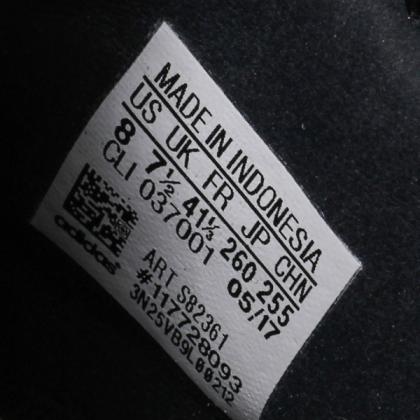 MADE IN INDONESIA
US UK FR JP CHN
8 7½ 41⅓ 260 255
CLI 037001 05/17
adidas
ART S82361
#117728093
3N25VB9L00212